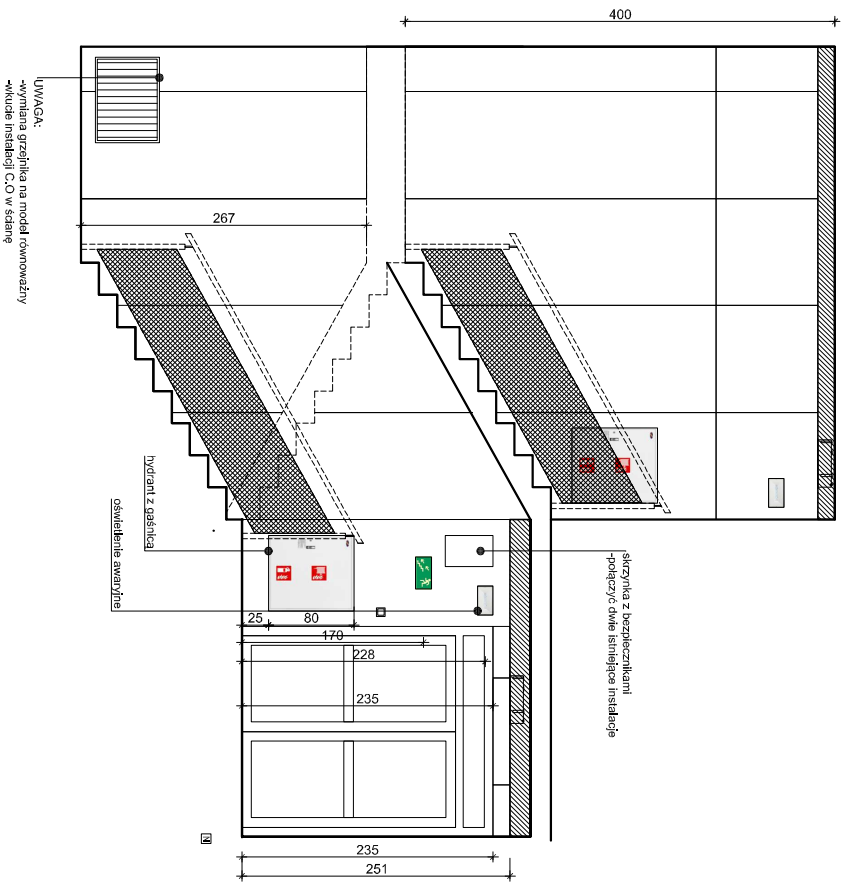 400
UWAGA:
-wymiana grzejnika na model równoważny
-wkucie instalacji C.O w ścianę
267
hydrant z gaśnicą
oświetlenie awaryjne
skrzynka z bezpiecznikami
-połączyć dwie istniejące instalacje
25
80
170
228
235
235
251
N